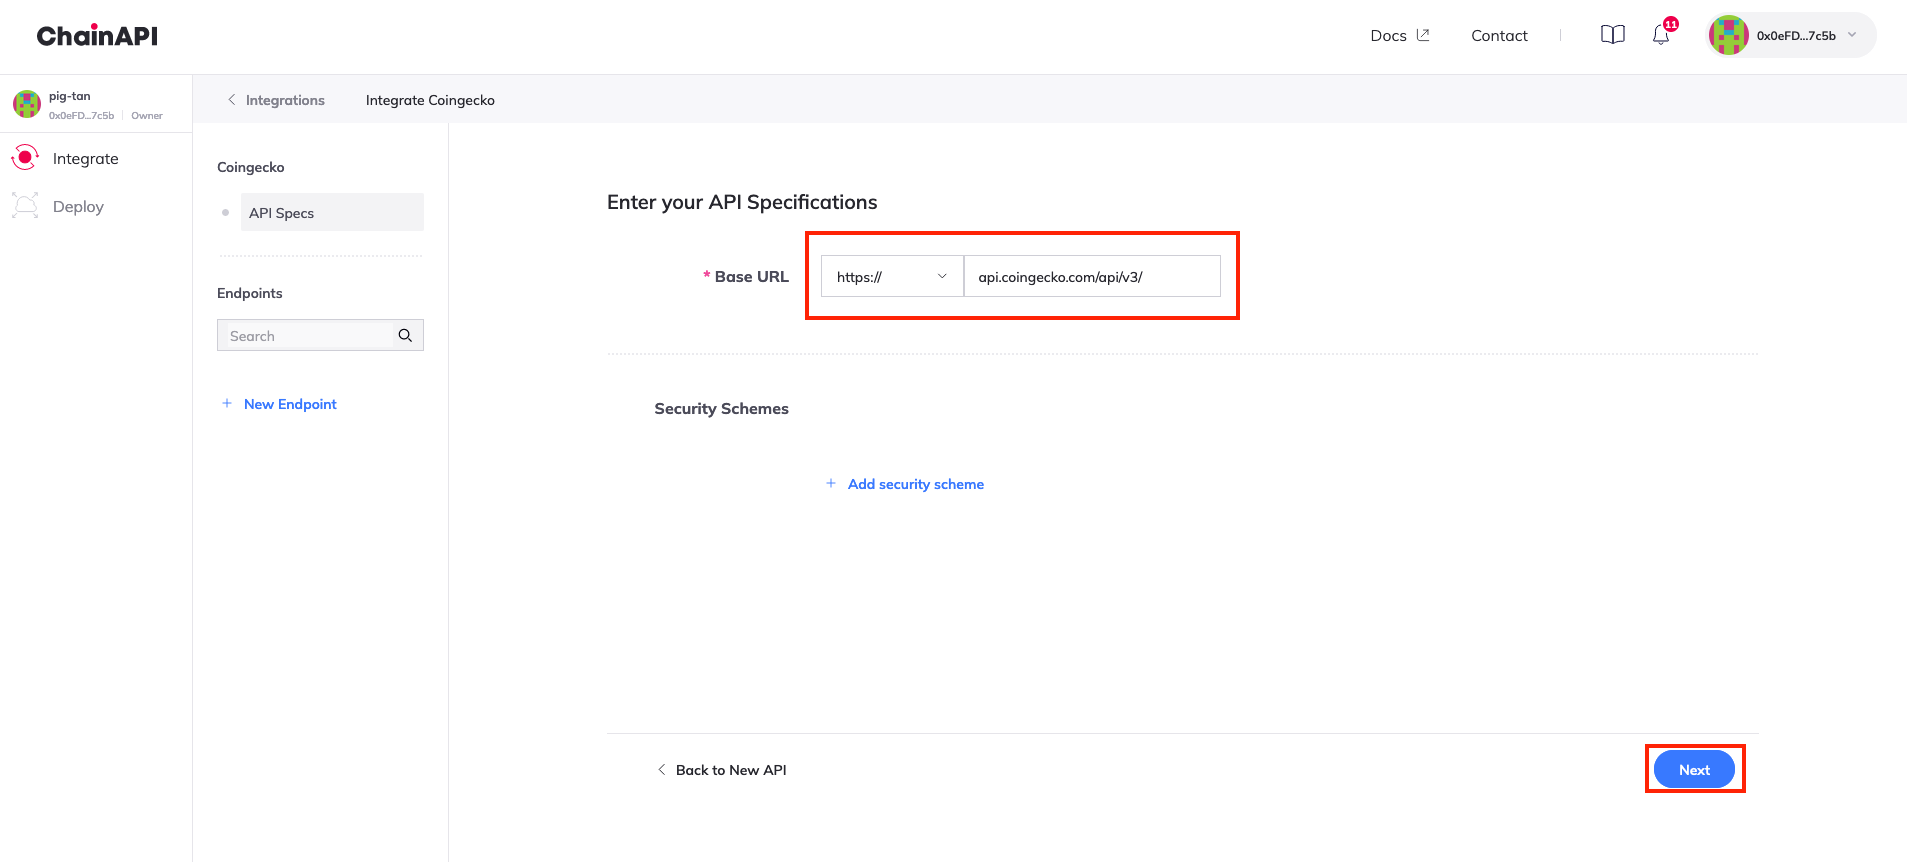 ChainAPI
Docs
Contact
11
0x0eFD...7c5b
pig-tan
0x0eFD...7c5b Owner
Integrate
Deploy
Integrations
Integrate Coingecko
Coingecko
API Specs
Endpoints
Search
+ New Endpoint
Enter your API Specifications
* Base URL
https://
api.coingecko.com/api/v3/
Security Schemes
+ Add security scheme
Back to New API
Next